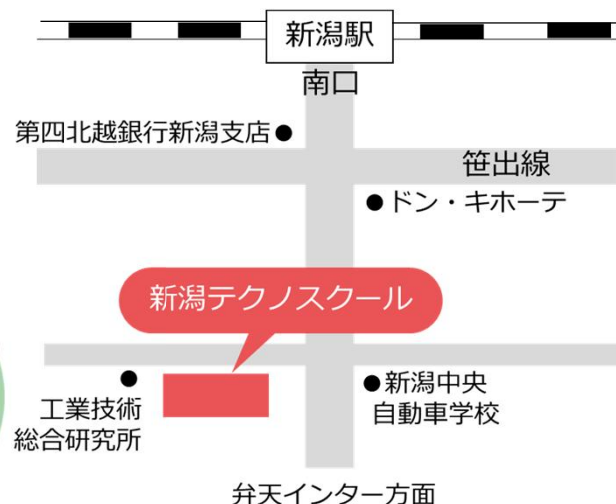 新潟駅
南口
第四北越銀行新潟支店
笹出線
ドン・キホーテ
新潟テクノスクール
工業技術
総合研究所
新潟中央
自動車学校
弁天インター方面